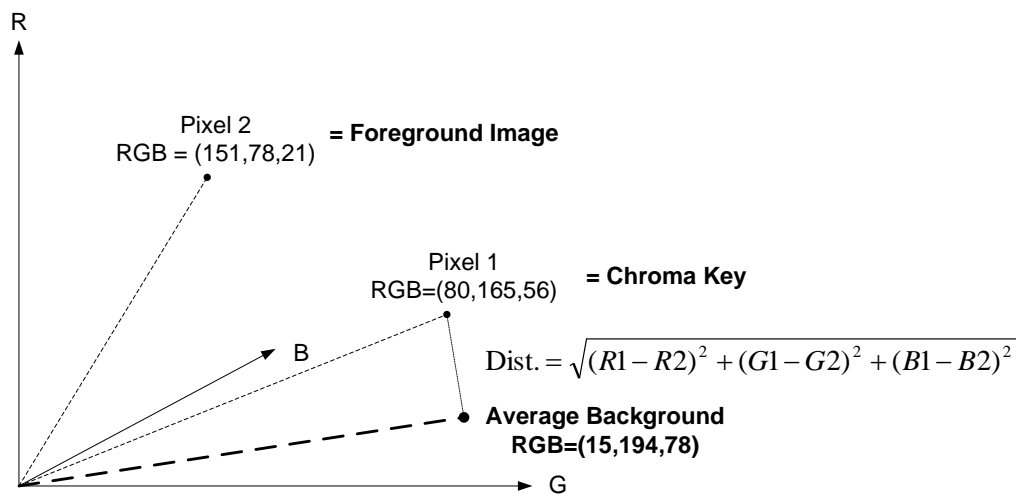 R
Pixel 2
RGB = (151,78,21)
= Foreground Image
Pixel 1
RGB=(80,165,56)
= Chroma Key
B
Dist. = √(R1−R2)² + (G1−G2)² + (B1−B2)²
Average Background
RGB=(15,194,78)
G